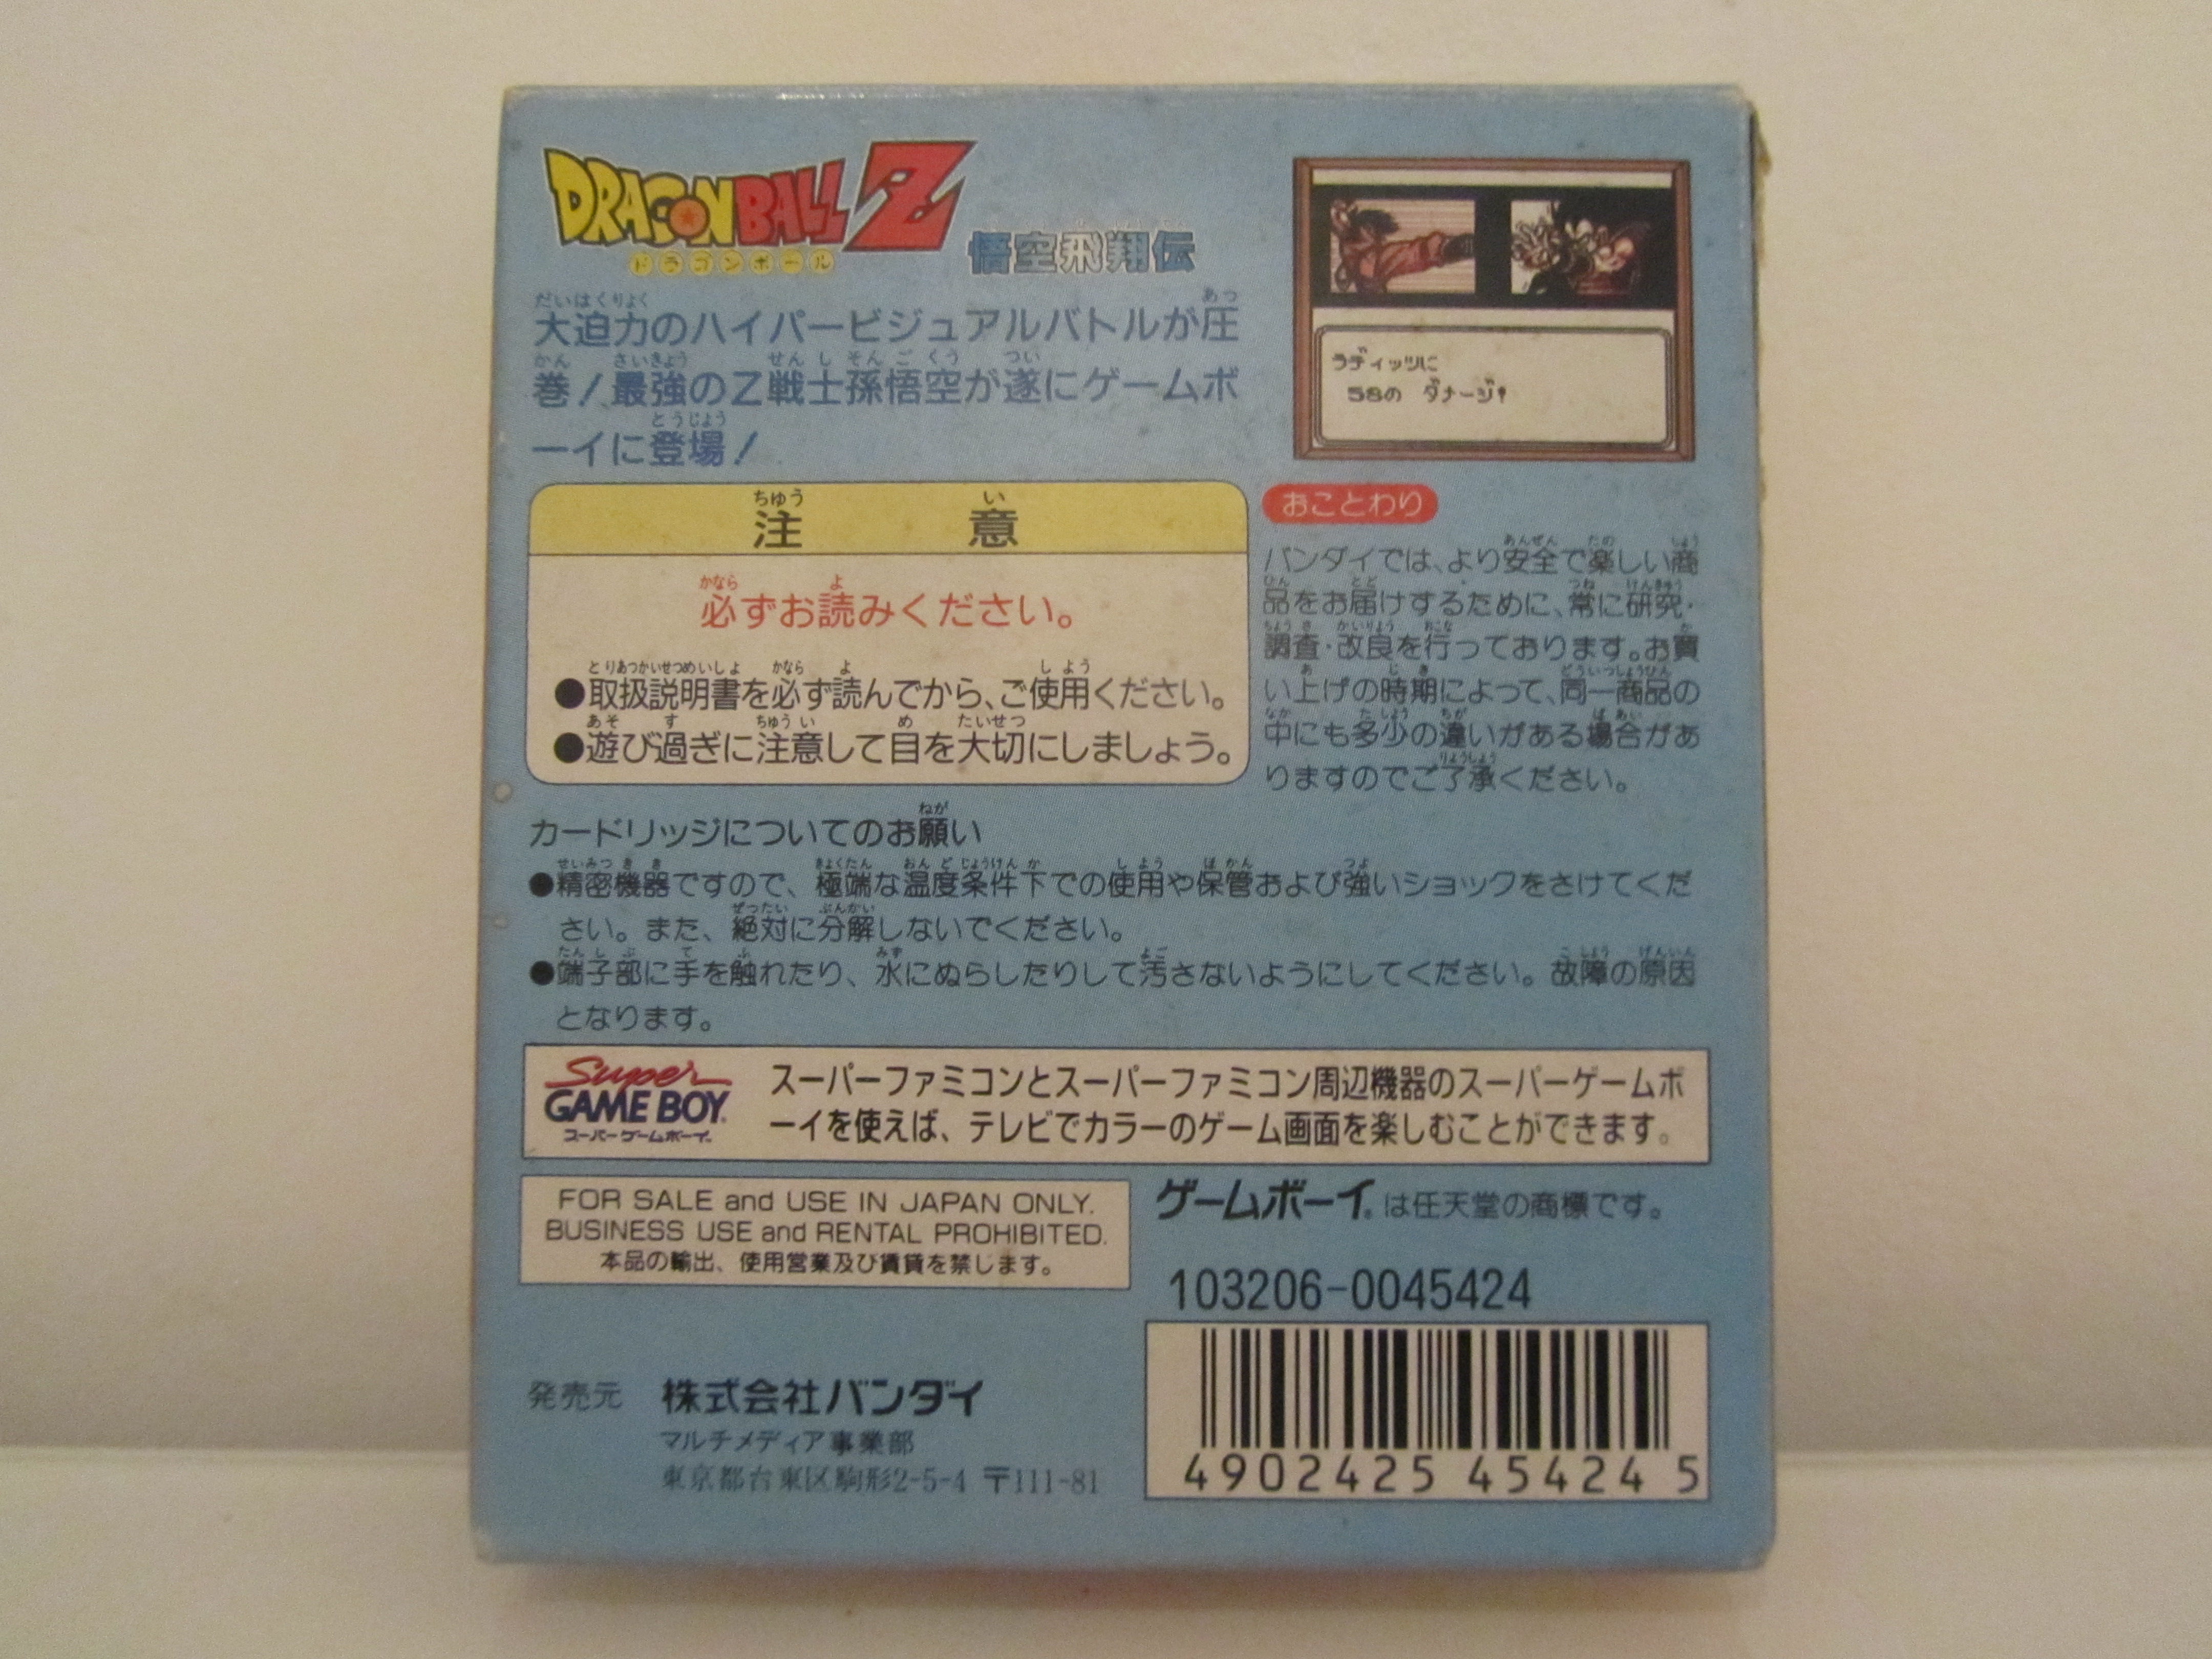 DRAGONBALL Z
ドラゴンボール
悟空飛翔伝
大迫力のハイパービジュアルバトルが圧
巻!最強のZ戦士孫悟空が遂にゲームボ
ーイに登場!
ラディッツに
58の ダメージ!
注意
必ずお読みください。
●取扱説明書を必ず読んでから、ご使用ください。
●遊び過ぎに注意して目を大切にしましょう。
おことわり
バンダイでは、より安全で楽しい商
品をお届けするために、常に研究・
調査・改良を行っております。お買
い上げの時期によって、同一商品の
中にも多少の違いがある場合があ
りますのでご了承ください。
カードリッジについてのお願い
●精密機器ですので、極端な温度条件下での使用や保管および強いショックをさけてくだ
さい。また、絶対に分解しないでください。
●端子部に手を触れたり、水にぬらしたりして汚さないようにしてください。故障の原因
となります。
Super
GAME BOY
スーパーゲームボーイ
スーパーファミコンとスーパーファミコン周辺機器のスーパーゲームボ
ーイを使えば、テレビでカラーのゲーム画面を楽しむことができます。
FOR SALE and USE IN JAPAN ONLY.
BUSINESS USE and RENTAL PROHIBITED.
本品の輸出、使用営業及び賃貸を禁じます。
ゲームボーイ は任天堂の商標です。
103206-0045424
発売元 株式会社バンダイ
マルチメディア事業部
東京都台東区駒形2-5-4 〒111-81
4902425 454245